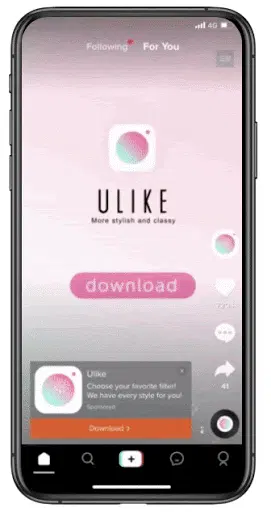 4G
Following
For You
ULIKE
More stylish and classy
download
Ulike
Choose your favorite filter!
We have every style for you!
Sponsored
Download >
41